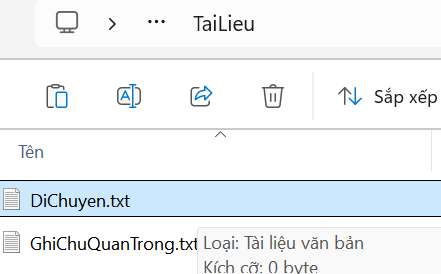 TaiLieu
Sắp xếp
Tên
DiChuyen.txt
GhiChuQuanTrong.txt
Loại: Tài liệu văn bản
Kích cỡ: 0 byte